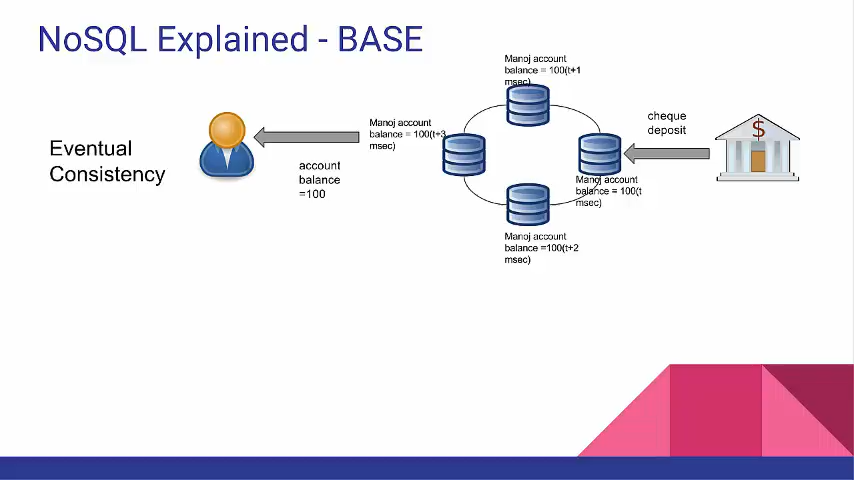 NoSQL Explained - BASE
Manoj account
balance = 100(t+1
msec)
Eventual
Consistency
account
balance
=100
Manoj account
balance = 100(t+3
msec)
cheque
deposit
$
Manoj account
balance = 100(t
msec)
Manoj account
balance =100(t+2
msec)